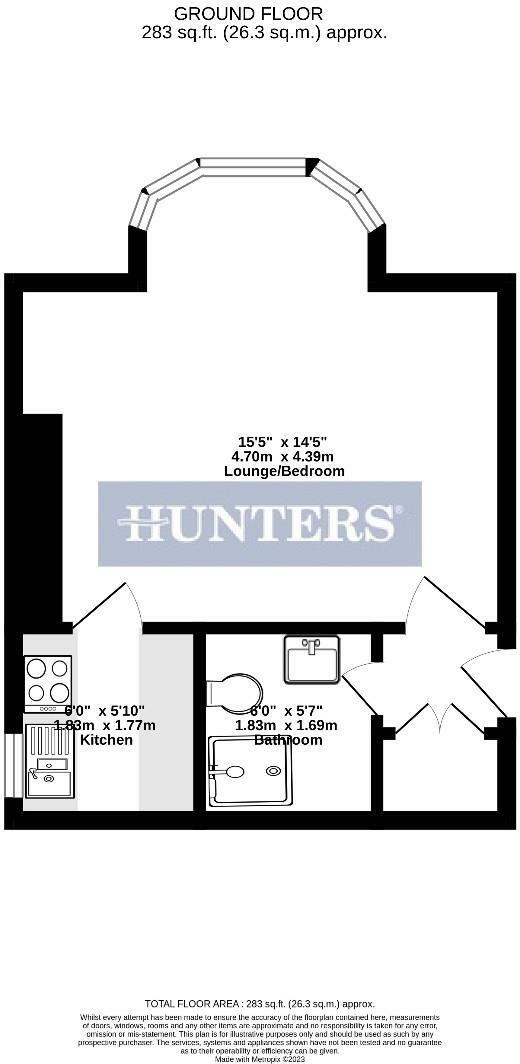 GROUND FLOOR
283 sq.ft. (26.3 sq.m.) approx.
15'5" x 14'5"
4.70m x 4.39m
Lounge/Bedroom
HUNTERS®
6'0" x 5'10"
1.83m x 1.77m
Kitchen
6'0" x 5'7"
1.83m x 1.69m
Bathroom
TOTAL FLOOR AREA : 283 sq.ft. (26.3 sq.m.) approx.
Whilst every attempt has been made to ensure the accuracy of the floorplan contained here, measurements
of doors, windows, rooms and any other items are approximate and no responsibility is taken for any error,
omission or mis-statement. This plan is for illustrative purposes only and should be used as such by any
prospective purchaser. The services, systems and appliances shown have not been tested and no guarantee
as to their operability or efficiency can be given.
Made with Metropix ©2023